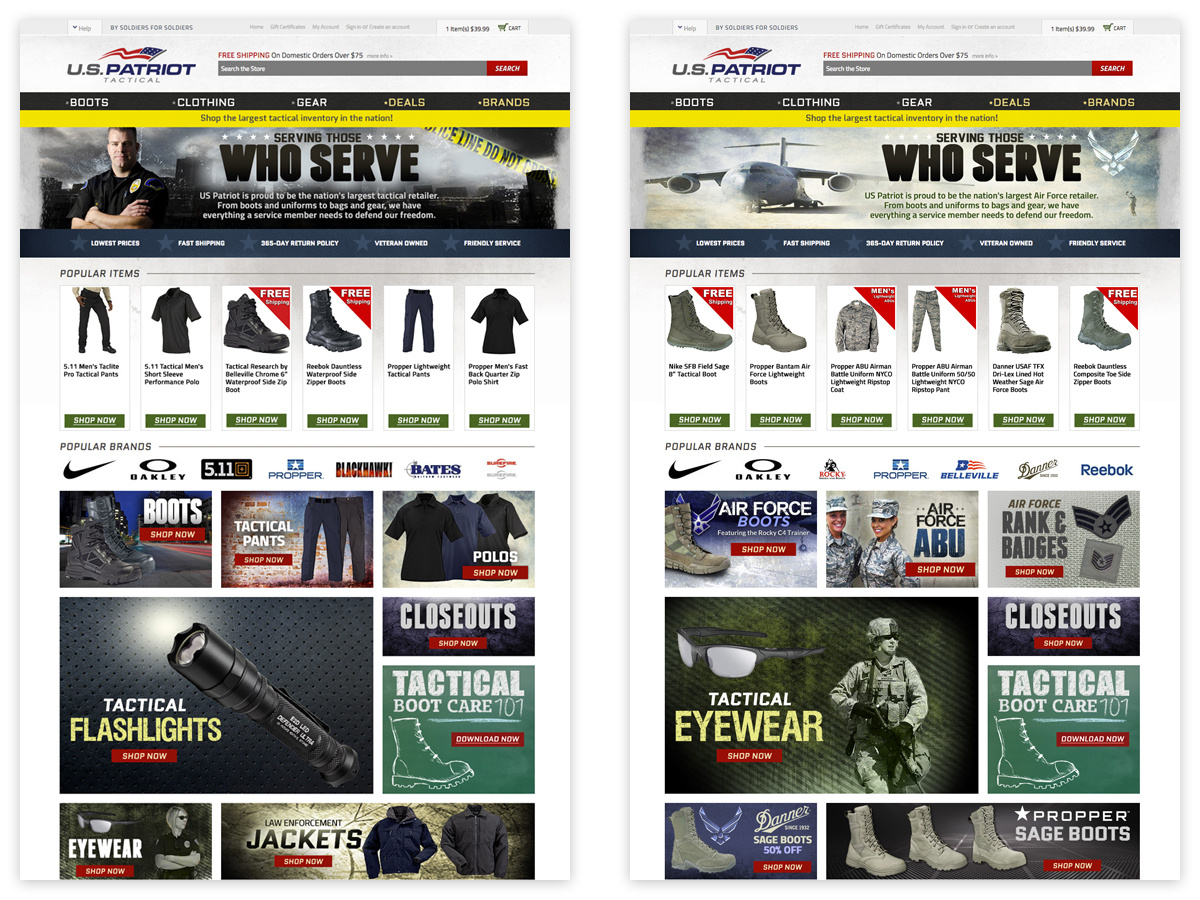 Help
BY SOLDIERS FOR SOLDIERS
Home Gift Certificates My Account Sign in or Create an account
1 Item(s) $39.99 CART
U.S. PATRIOT
TACTICAL
FREE SHIPPING On Domestic Orders Over $75 more info »
Search the Store SEARCH
BOOTS CLOTHING GEAR DEALS BRANDS
Shop the largest tactical inventory in the nation!
SERVING THOSE
WHO SERVE
POLICE LINE DO NOT
US Patriot is proud to be the nation's largest tactical retailer.
From boots and uniforms to bags and gear, we have
everything a service member needs to defend our freedom.
LOWEST PRICES FAST SHIPPING 365-DAY RETURN POLICY VETERAN OWNED FRIENDLY SERVICE
POPULAR ITEMS
FREE Shipping
FREE Shipping
5.11 Men's Taclite
Pro Tactical Pants
5.11 Tactical Men's
Short Sleeve
Performance Polo
Tactical Research by
Belleville Chrome 6"
Waterproof Side Zip
Boot
Reebok Dauntless
Waterproof Side
Zipper Boots
Propper Lightweight
Tactical Pants
Propper Men's Fast
Back Quarter Zip
Polo Shirt
SHOP NOW SHOP NOW SHOP NOW SHOP NOW SHOP NOW SHOP NOW
POPULAR BRANDS
OAKLEY 5.11 PROPPER BLACKHAWK! BATES SUREFIRE
BOOTS
SHOP NOW
TACTICAL
PANTS
SHOP NOW
POLOS
SHOP NOW
TACTICAL
FLASHLIGHTS
SHOP NOW
E2D LED
DEFENDER ULTRA
CLOSEOUTS
SHOP NOW
TACTICAL
BOOT CARE 101
DOWNLOAD NOW
EYEWEAR
SHOP NOW
LAW ENFORCEMENT
JACKETS
SHOP NOW
Help
BY SOLDIERS FOR SOLDIERS
Home Gift Certificates My Account Sign in or Create an account
1 Item(s) $39.99 CART
U.S. PATRIOT
TACTICAL
FREE SHIPPING On Domestic Orders Over $75 more info »
Search the Store SEARCH
BOOTS CLOTHING GEAR DEALS BRANDS
Shop the largest tactical inventory in the nation!
SERVING THOSE
WHO SERVE
US Patriot is proud to be the nation's largest Air Force retailer.
From boots and uniforms to bags and gear, we have
everything a service member needs to defend our freedom.
LOWEST PRICES FAST SHIPPING 365-DAY RETURN POLICY VETERAN OWNED FRIENDLY SERVICE
POPULAR ITEMS
FREE Shipping
MEN'S Lightweight ABUs
MEN'S Lightweight ABUs
FREE Shipping
Nike SFB Field Sage
8" Tactical Boot
Propper Bantam Air
Force Lightweight
Boots
Propper ABU Airman
Battle Uniform NYCO
Lightweight Ripstop
Coat
Propper ABU Airman
Battle Uniform 50/50
Lightweight NYCO
Ripstop Pant
Danner USAF TFX
Dri-Lex Lined Hot
Weather Sage Air
Force Boots
Reebok Dauntless
Composite Toe Side
Zipper Boots
SHOP NOW SHOP NOW SHOP NOW SHOP NOW SHOP NOW SHOP NOW
POPULAR BRANDS
OAKLEY ROCKY PROPPER BELLEVILLE Danner SINCE 1932 Reebok
AIR FORCE
BOOTS
Featuring the Rocky C4 Trainer
SHOP NOW
AIR
FORCE
ABU
SHOP NOW
AIR FORCE
RANK &
BADGES
SHOP NOW
TACTICAL
EYEWEAR
SHOP NOW
CLOSEOUTS
SHOP NOW
TACTICAL
BOOT CARE 101
DOWNLOAD NOW
Danner
SINCE 1932
SAGE BOOTS
50% OFF
SHOP NOW
PROPPER
SAGE BOOTS
SHOP NOW